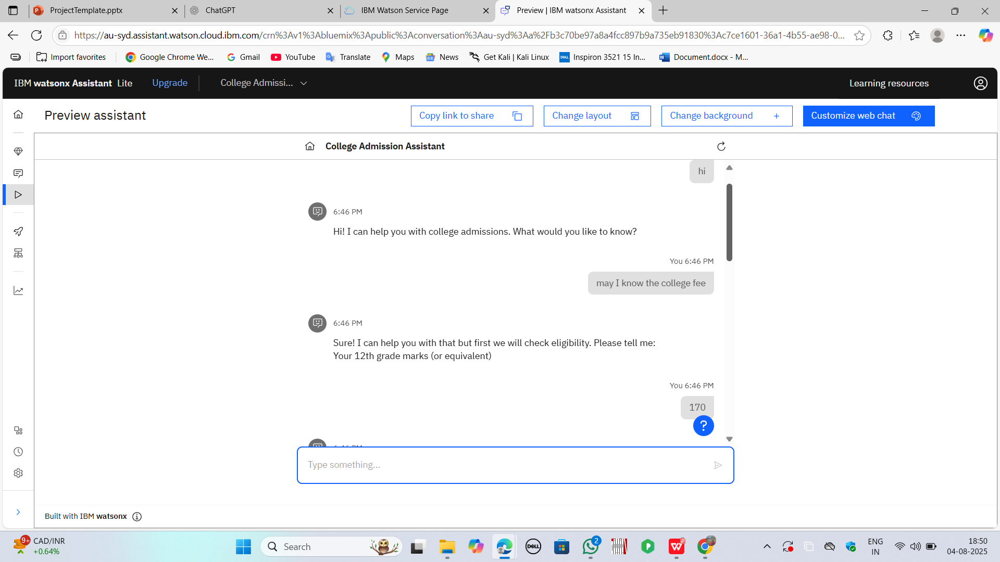 ProjectTemplate.pptx
ChatGPT
IBM Watson Service Page
Preview | IBM watsonx Assistant
https://au-syd.assistant.watson.cloud.ibm.com/crn%3Av1%3Abluemix%3Apublic%3Aconversation%3Aau-syd%3Aa%2Fb3c70be97a8a4fcc897b9a735eb91830%3Ac7ce1601-36a1-4b55-ae98-0...
Import favorites
Google Chrome We...
Gmail
YouTube
Translate
Maps
News
Get Kali | Kali Linux
DELL
Inspiron 3521 15 In...
Document.docx - M...
IBM watsonx Assistant Lite
Upgrade
College Admissi...
Learning resources
Preview assistant
Copy link to share
Change layout
Change background +
Customize web chat
College Admission Assistant
hi
6:46 PM
Hi! I can help you with college admissions. What would you like to know?
You 6:46 PM
may I know the college fee
6:46 PM
Sure! I can help you with that but first we will check eligibility. Please tell me:
Your 12th grade marks (or equivalent)
You 6:46 PM
170
?
Type something...
Built with IBM watsonx
9+
CAD/INR
+0.64%
Search
DELL
2
ENG
IN
18:50
04-08-2025